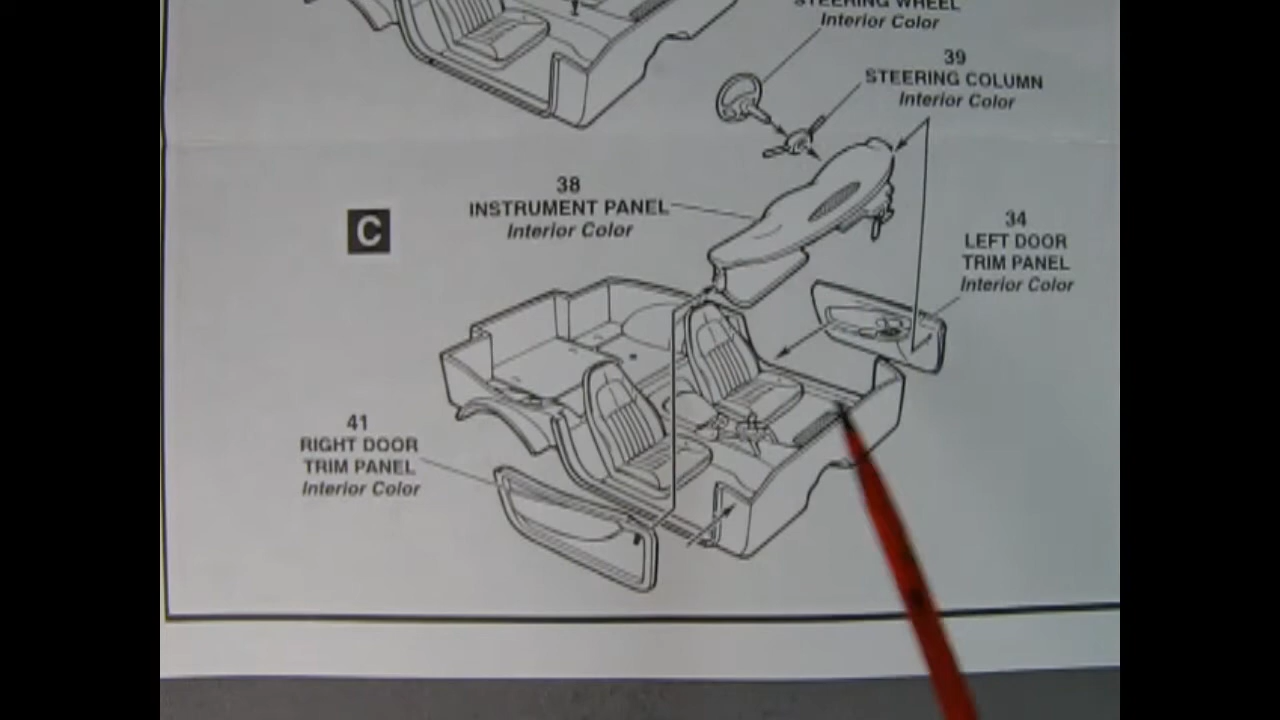 STEERING WHEEL
Interior Color
39
STEERING COLUMN
Interior Color
38
INSTRUMENT PANEL
Interior Color
C
34
LEFT DOOR
TRIM PANEL
Interior Color
41
RIGHT DOOR
TRIM PANEL
Interior Color